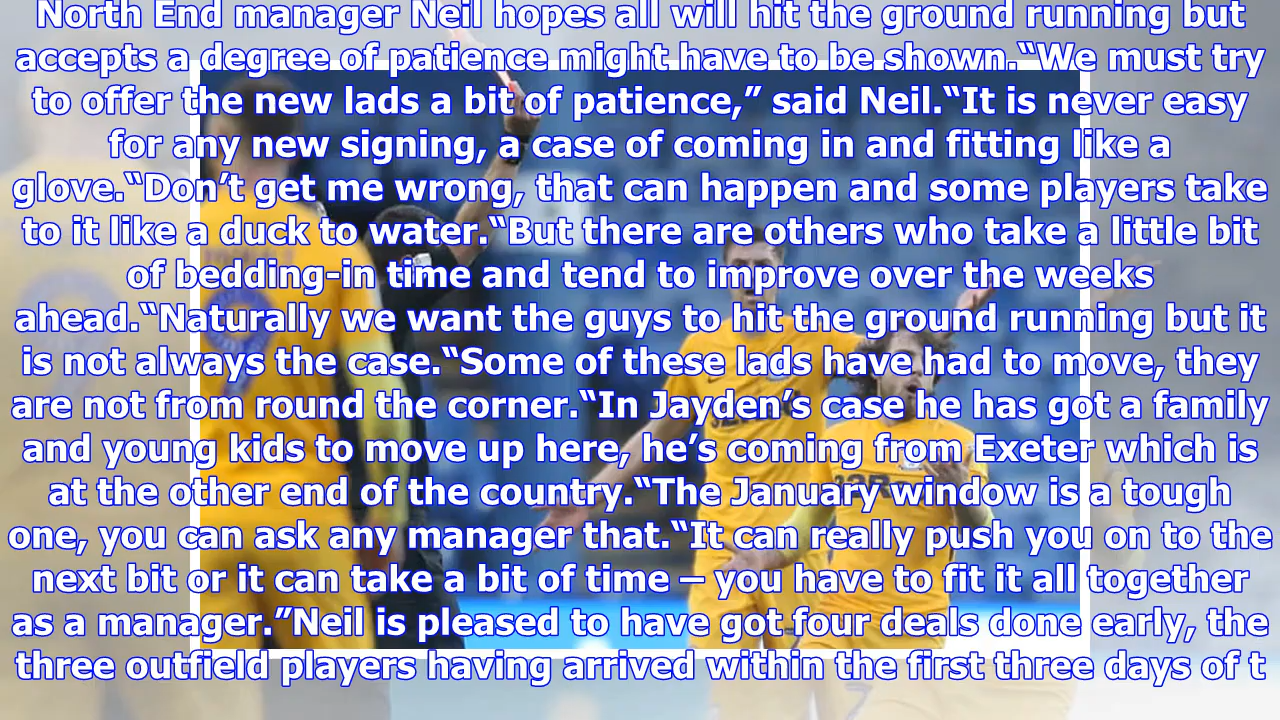 North End manager Neil hopes all will hit the ground running but
accepts a degree of patience might have to be shown.“We must try
to offer the new lads a bit of patience,” said Neil.“It is never easy
for any new signing, a case of coming in and fitting like a
glove.“Don’t get me wrong, that can happen and some players take
to it like a duck to water.“But there are others who take a little bit
of bedding-in time and tend to improve over the weeks
ahead.“Naturally we want the guys to hit the ground running but it
is not always the case.“Some of these lads have had to move, they
are not from round the corner.“In Jayden’s case he has got a family
and young kids to move up here, he’s coming from Exeter which is
at the other end of the country.“The January window is a tough
one, you can ask any manager that.“It can really push you on to the
next bit or it can take a bit of time – you have to fit it all together
as a manager.”Neil is pleased to have got four deals done early, the
three outfield players having arrived within the first three days of t